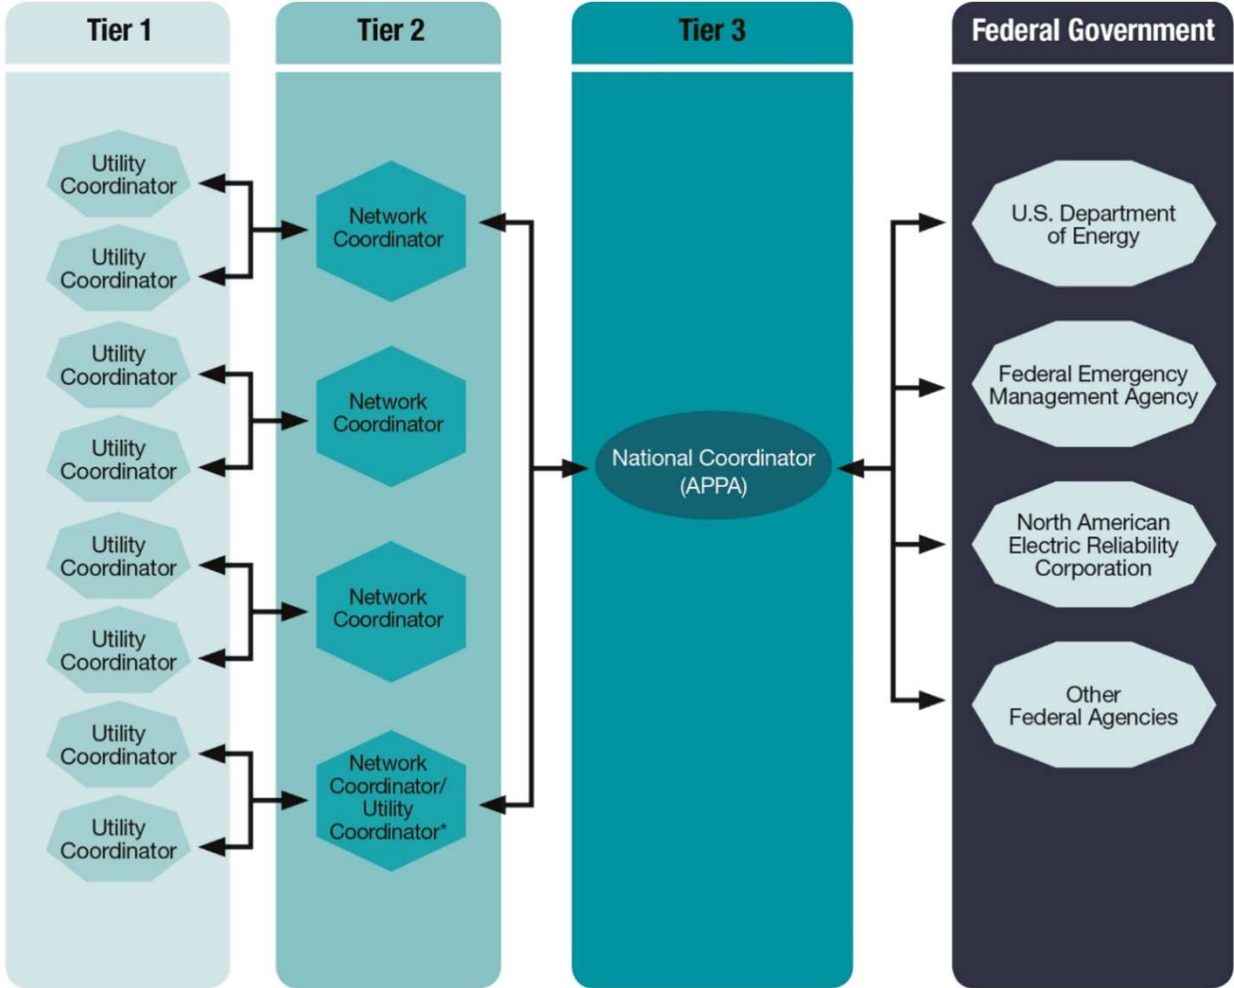 Tier 1
Utility
Coordinator
Utility
Coordinator
Utility
Coordinator
Utility
Coordinator
Utility
Coordinator
Utility
Coordinator
Utility
Coordinator
Utility
Coordinator
Tier 2
Network
Coordinator
Network
Coordinator
Network
Coordinator
Network
Coordinator/
Utility
Coordinator*
Tier 3
National Coordinator
(APPA)
Federal Government
U.S. Department
of Energy
Federal Emergency
Management Agency
North American
Electric Reliability
Corporation
Other
Federal Agencies